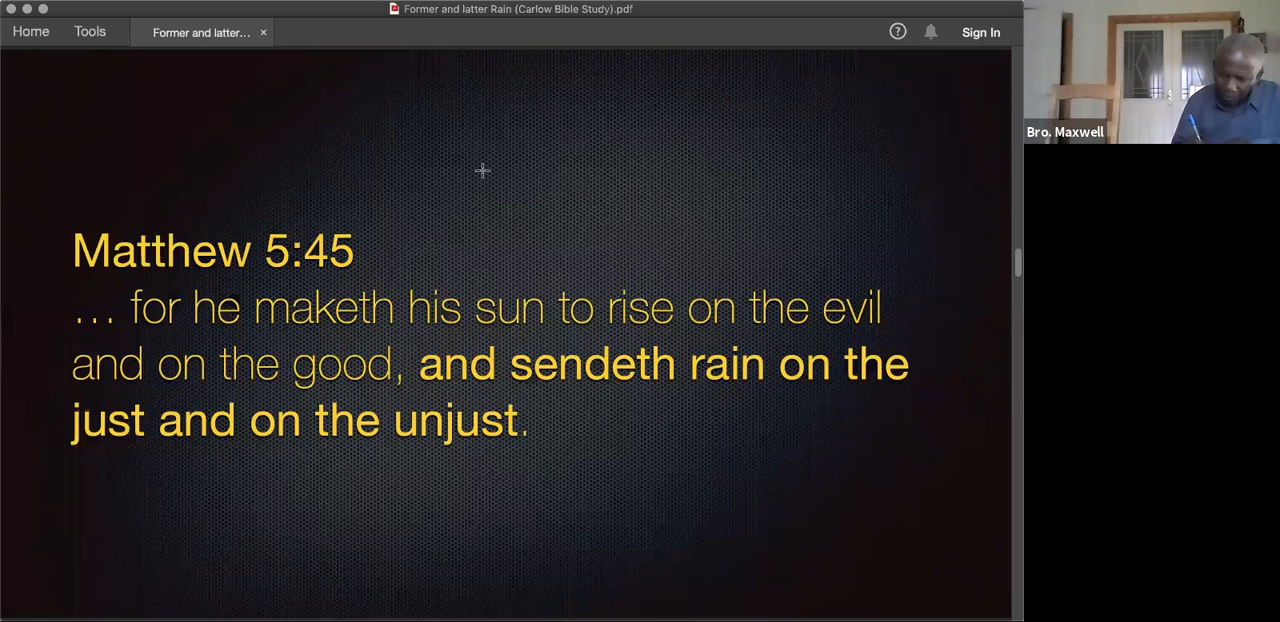 Former and latter Rain (Carlow Bible Study).pdf
Home Tools Former and latter... × ? Sign In
Bro. Maxwell
Matthew 5:45
... for he maketh his sun to rise on the evil
and on the good, and sendeth rain on the
just and on the unjust.